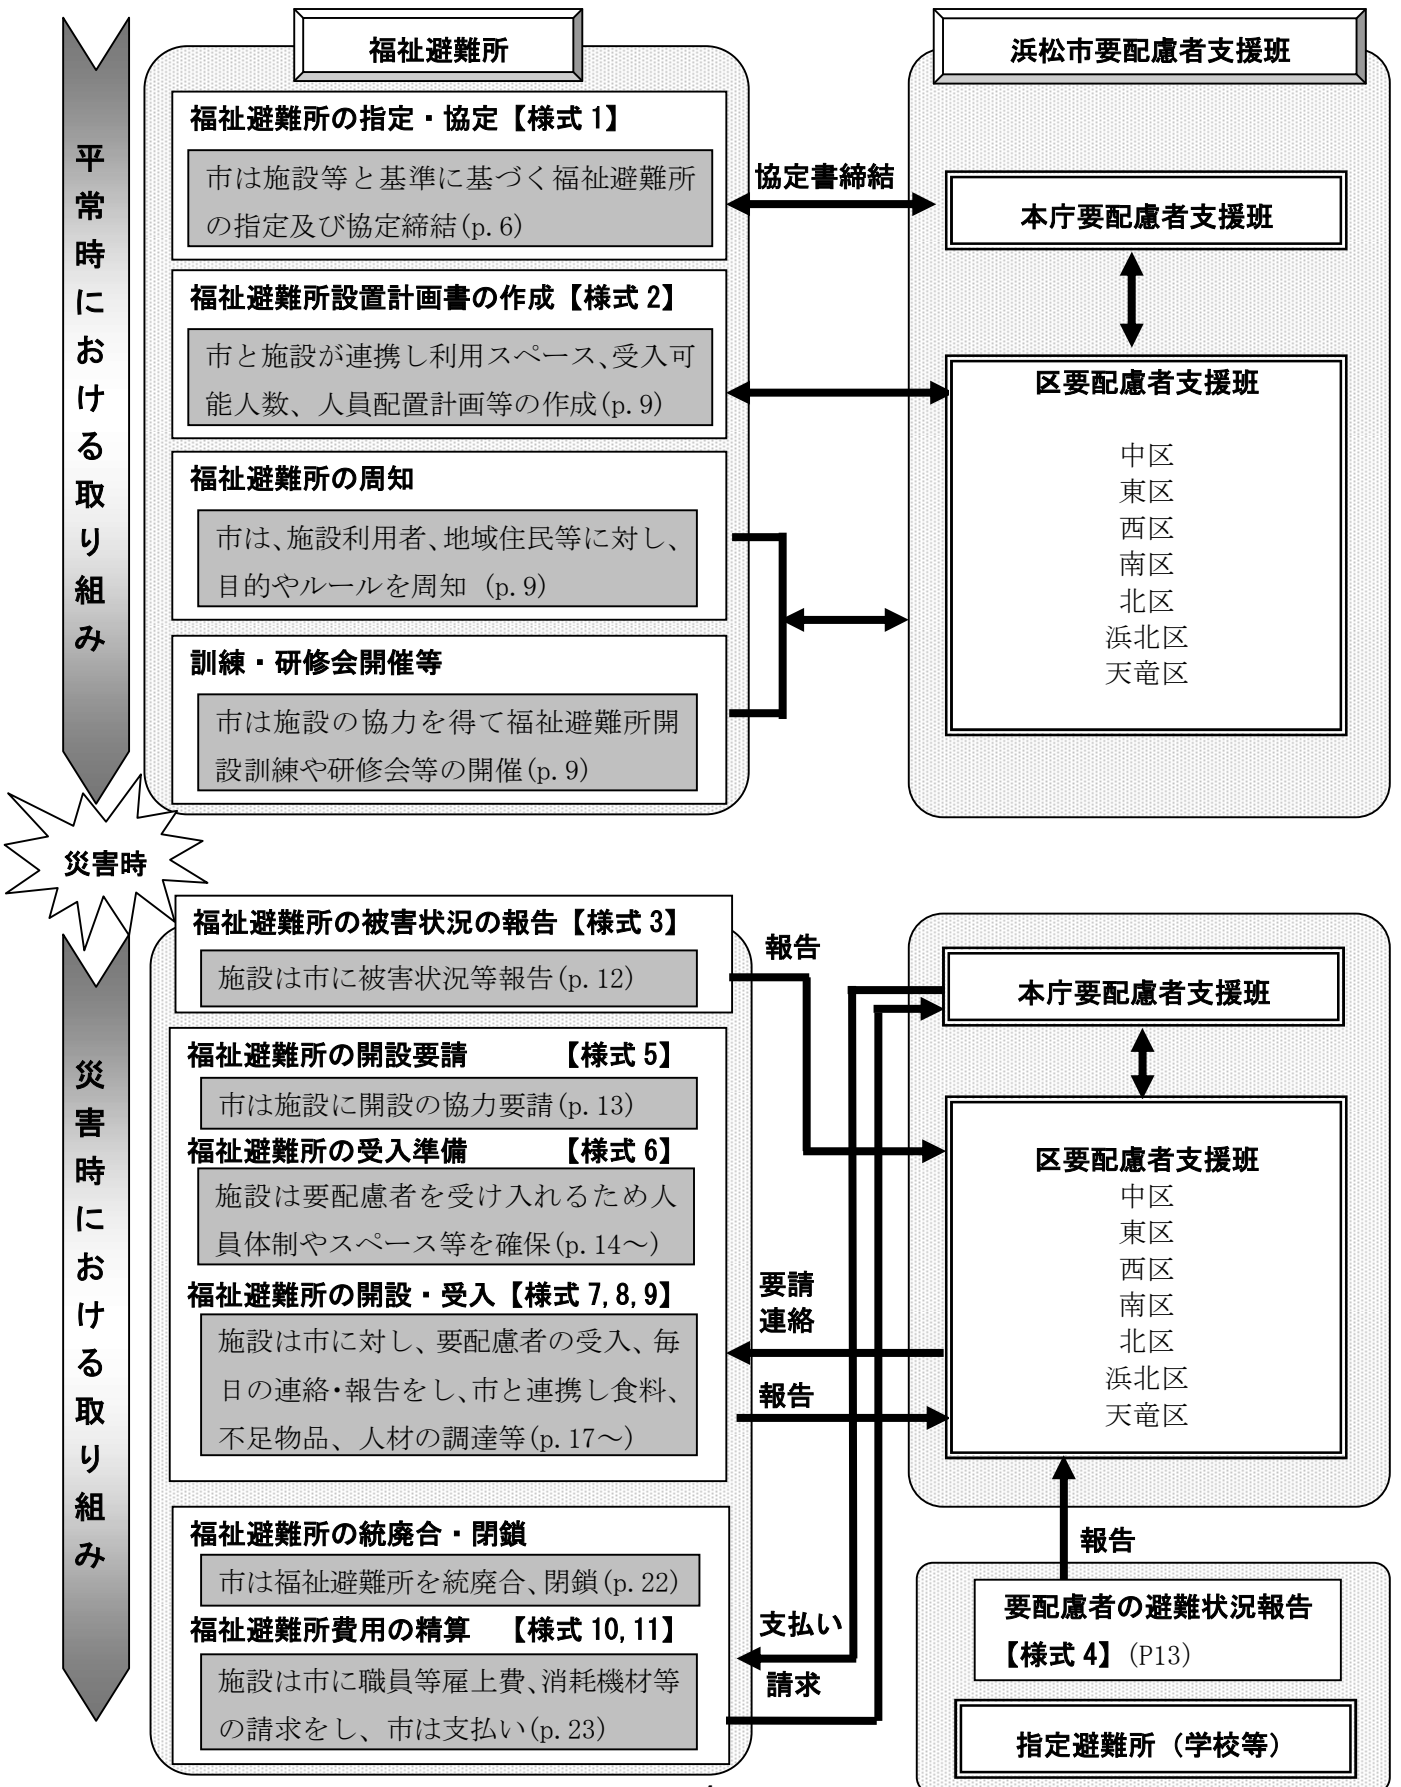 福祉避難所
浜松市要配慮者支援班
平常時における取り組み
福祉避難所の指定・協定【様式1】
市は施設等と基準に基づく福祉避難所
の指定及び協定締結(p.6)
協定書締結
本庁要配慮者支援班
福祉避難所設置計画書の作成【様式2】
市と施設が連携し利用スペース、受入可
能人数、人員配置計画等の作成(p.9)
区要配慮者支援班
中区
東区
西区
南区
北区
浜北区
天竜区
福祉避難所の周知
市は、施設利用者、地域住民等に対し、
目的やルールを周知 (p.9)
訓練・研修会開催等
市は施設の協力を得て福祉避難所開
設訓練や研修会等の開催(p.9)
災害時
災害時における取り組み
福祉避難所の被害状況の報告【様式3】
施設は市に被害状況等報告(p.12)
報告
本庁要配慮者支援班
福祉避難所の開設要請 【様式5】
市は施設に開設の協力要請(p.13)
福祉避難所の受入準備 【様式6】
施設は要配慮者を受け入れるため人
員体制やスペース等を確保(p.14～)
区要配慮者支援班
中区
東区
西区
南区
北区
浜北区
天竜区
福祉避難所の開設・受入【様式7,8,9】
施設は市に対し、要配慮者の受入、毎
日の連絡・報告をし、市と連携し食料、
不足物品、人材の調達等(p.17～)
要請
連絡
報告
福祉避難所の統廃合・閉鎖
市は福祉避難所を統廃合、閉鎖(p.22)
福祉避難所費用の精算 【様式10,11】
施設は市に職員等雇上費、消耗機材等
の請求をし、市は支払い(p.23)
支払い
請求
報告
要配慮者の避難状況報告
【様式4】(P13)
指定避難所（学校等）